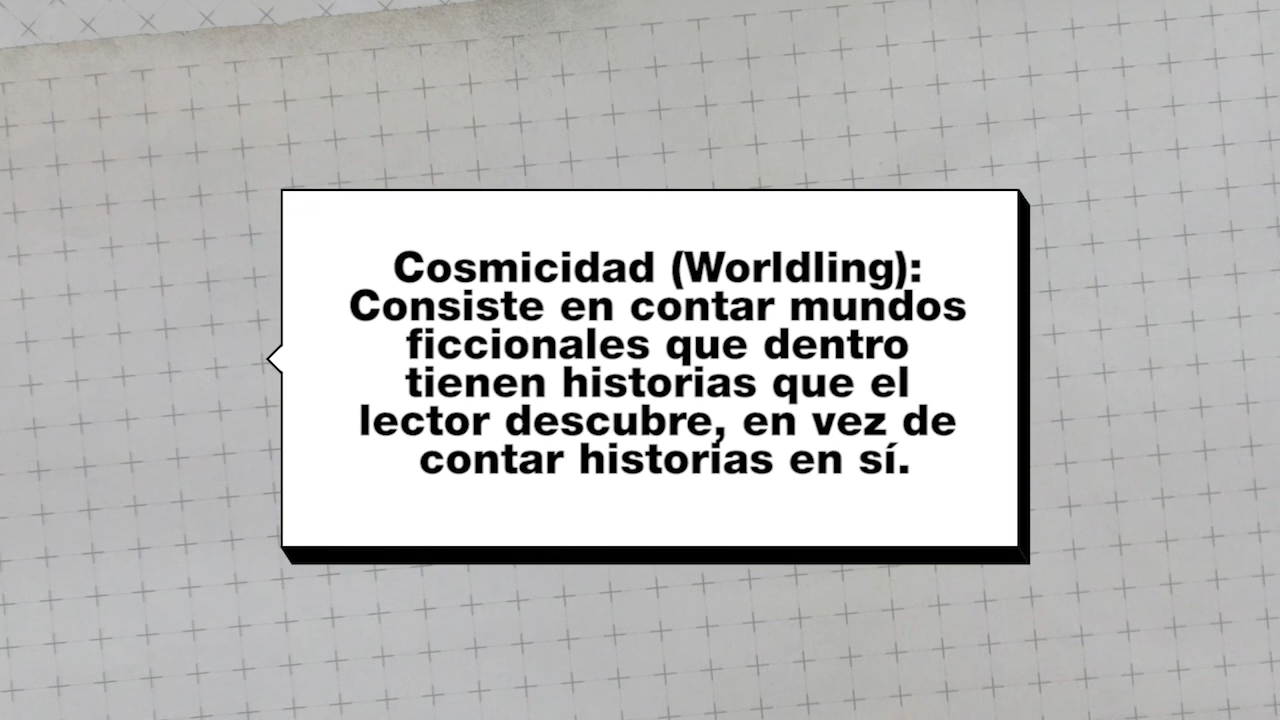 Cosmicidad (Worldling):
Consiste en contar mundos
ficcionales que dentro
tienen historias que el
lector descubre, en vez de
contar historias en sí.